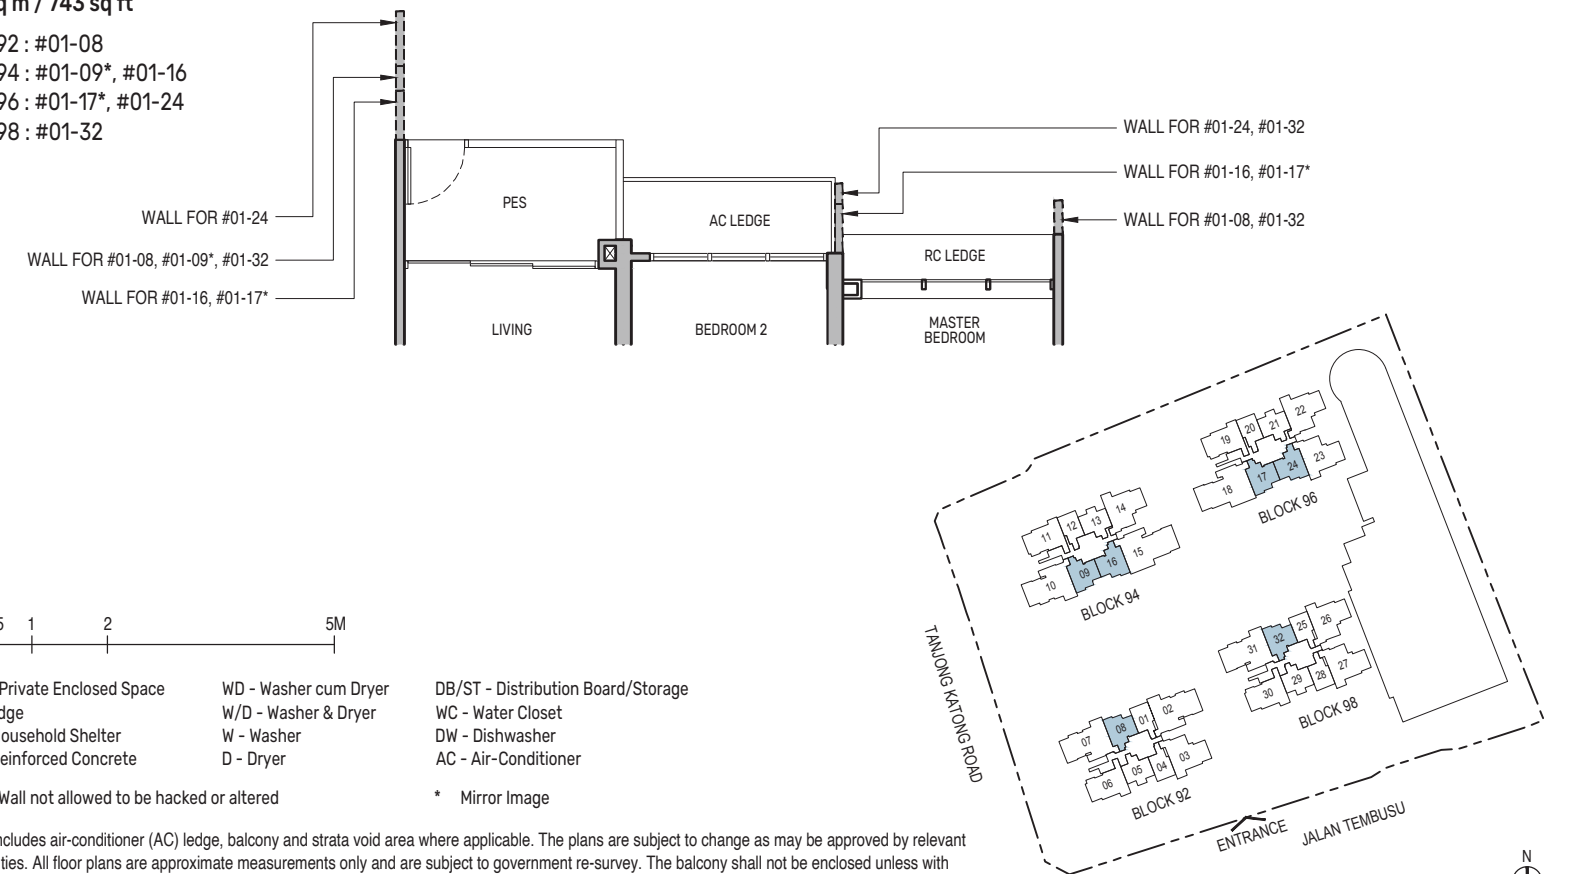 q m / 743 sq ft
92 : #01-08
94 : #01-09*, #01-16
96 : #01-17*, #01-24
98 : #01-32
WALL FOR #01-24
WALL FOR #01-08, #01-09*, #01-32
WALL FOR #01-16, #01-17*
WALL FOR #01-24, #01-32
WALL FOR #01-16, #01-17*
WALL FOR #01-08, #01-32
PES
AC LEDGE
RC LEDGE
LIVING
BEDROOM 2
MASTER
BEDROOM
5 1 2 5M
Private Enclosed Space
dge
ousehold Shelter
einforced Concrete
WD - Washer cum Dryer
W/D - Washer & Dryer
W - Washer
D - Dryer
DB/ST - Distribution Board/Storage
WC - Water Closet
DW - Dishwasher
AC - Air-Conditioner
Wall not allowed to be hacked or altered
* Mirror Image
ncludes air-conditioner (AC) ledge, balcony and strata void area where applicable. The plans are subject to change as may be approved by relevant
ties. All floor plans are approximate measurements only and are subject to government re-survey. The balcony shall not be enclosed unless with
19 20 21 22
18 17 24 23
BLOCK 96
11 12 13 14
10 09 16 15
BLOCK 94
31 32 25 26
30 29 28 27
BLOCK 98
07 08 01 02
06 05 04 03
BLOCK 92
TANJONG KATONG ROAD
ENTRANCE
JALAN TEMBUSU
N